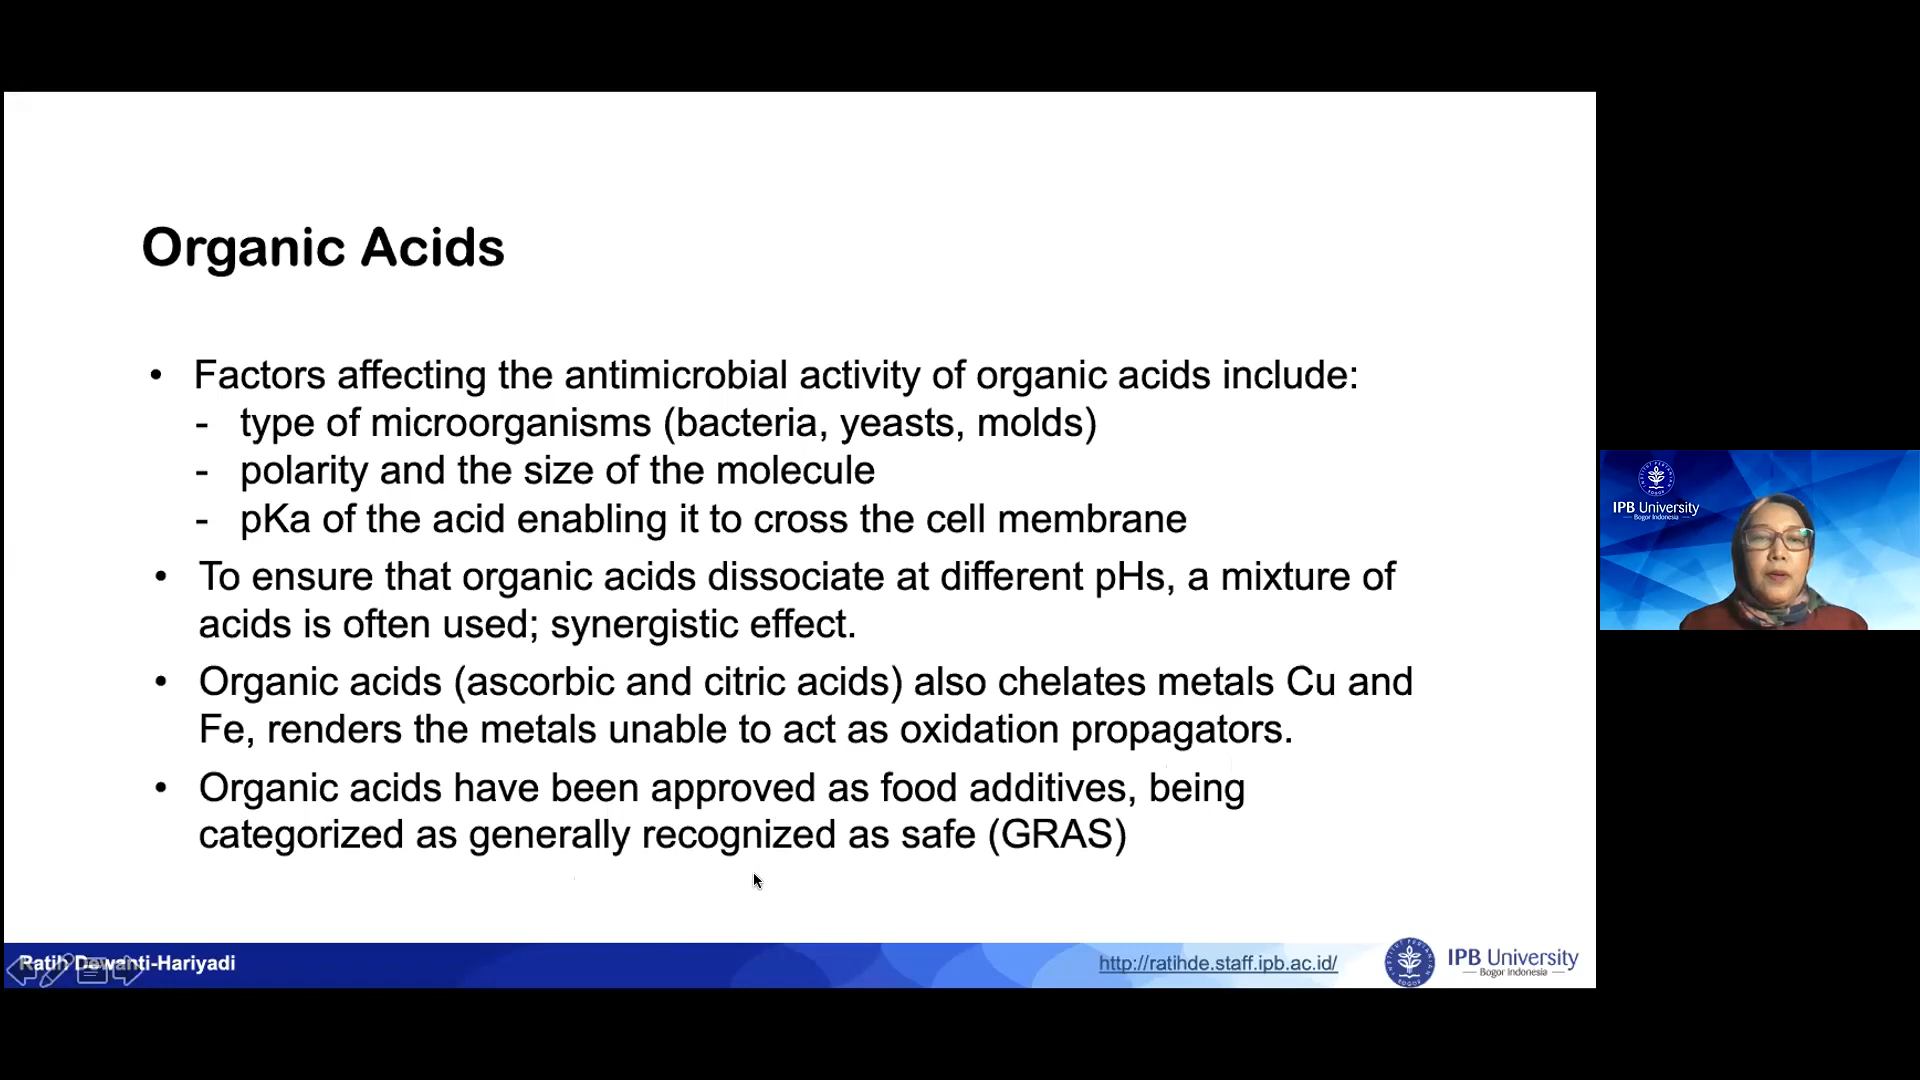 Organic Acids
• Factors affecting the antimicrobial activity of organic acids include:
- type of microorganisms (bacteria, yeasts, molds)
- polarity and the size of the molecule
- pKa of the acid enabling it to cross the cell membrane
• To ensure that organic acids dissociate at different pHs, a mixture of
acids is often used; synergistic effect.
• Organic acids (ascorbic and citric acids) also chelates metals Cu and
Fe, renders the metals unable to act as oxidation propagators.
• Organic acids have been approved as food additives, being
categorized as generally recognized as safe (GRAS)
Ratih Dewanti-Hariyadi
http://ratihde.staff.ipb.ac.id/
IPB University
Bogor Indonesia
IPB University
Bogor Indonesia